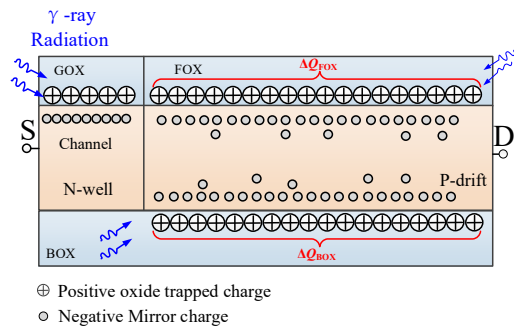 γ -ray
Radiation
GOX
FOX
ΔQFOX
S
Channel
D
N-well
P-drift
BOX
ΔQBOX
Positive oxide trapped charge
Negative Mirror charge